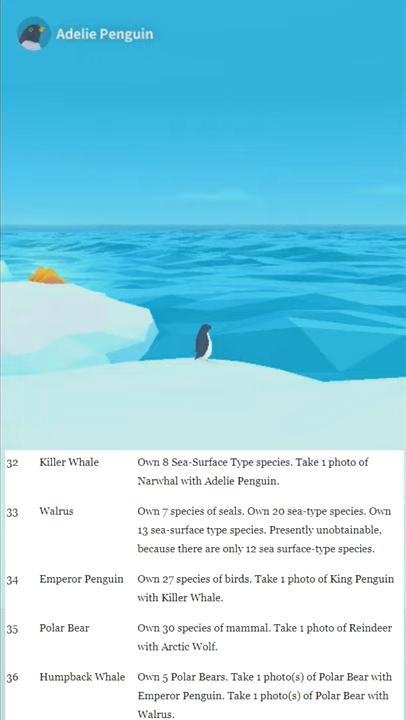 Adelie Penguin
32 Killer Whale Own 8 Sea-Surface Type species. Take 1 photo of
Narwhal with Adelie Penguin.
33 Walrus Own 7 species of seals. Own 20 sea-type species. Own
13 sea-surface type species. Presently unobtainable,
because there are only 12 sea surface-type species.
34 Emperor Penguin Own 27 species of birds. Take 1 photo of King Penguin
with Killer Whale.
35 Polar Bear Own 30 species of mammal. Take 1 photo of Reindeer
with Arctic Wolf.
36 Humpback Whale Own 5 Polar Bears. Take 1 photo(s) of Polar Bear with
Emperor Penguin. Take 1 photo(s) of Polar Bear with
Walrus.